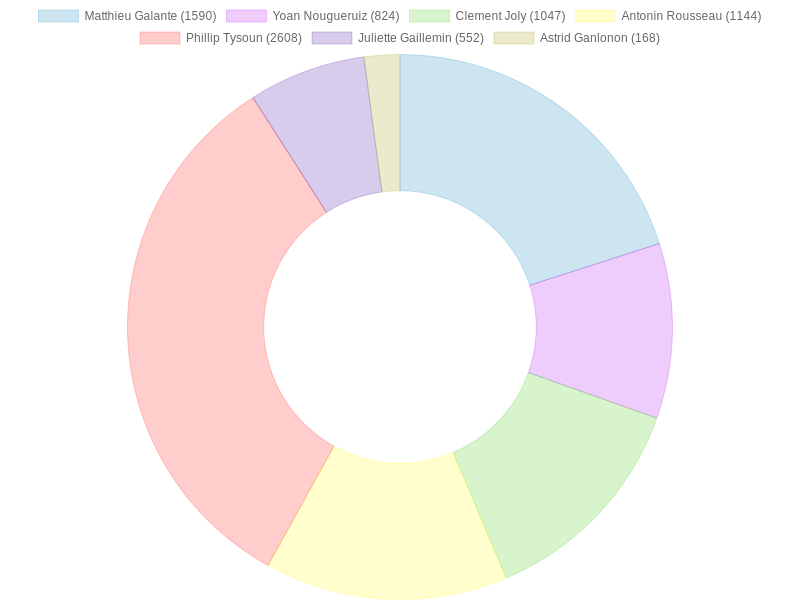 Matthieu Galante (1590) Yoan Nougueruiz (824) Clement Joly (1047) Antonin Rousseau (1144)
Phillip Tysoun (2608) Juliette Gaillemin (552) Astrid Ganlonon (168)